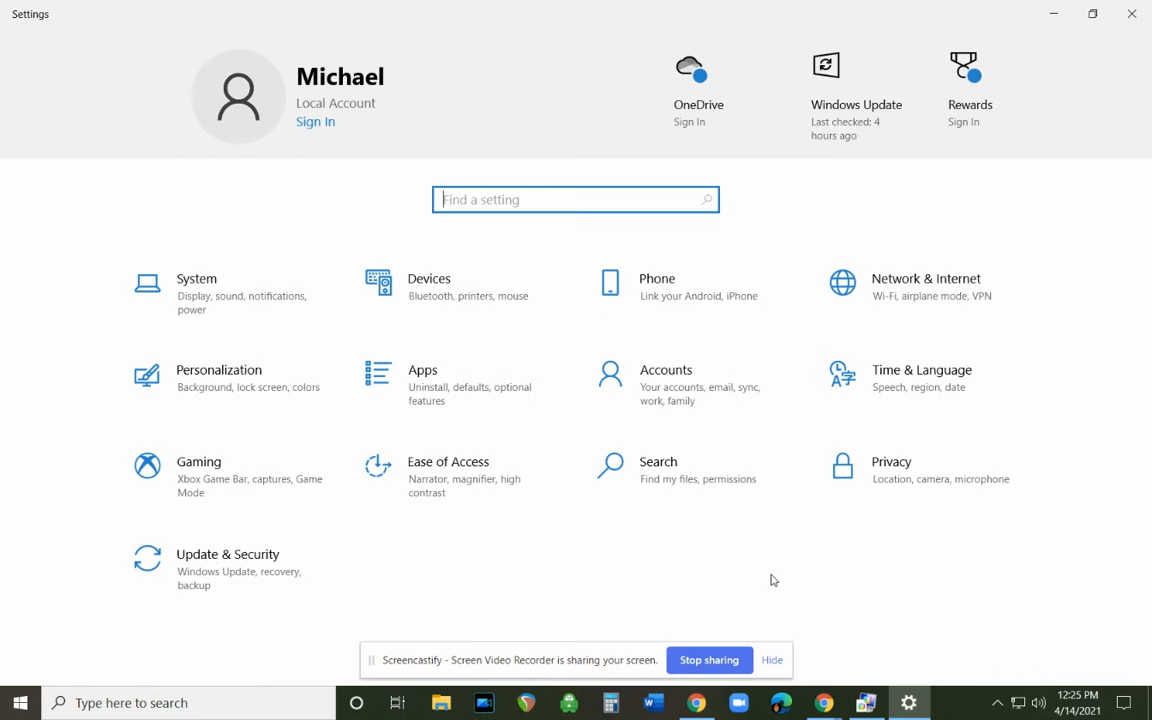 Settings
Michael
Local Account
Sign In
OneDrive
Sign In
Windows Update
Last checked: 4
hours ago
Rewards
Sign In
Find a setting
System
Display, sound, notifications,
power
Devices
Bluetooth, printers, mouse
Phone
Link your Android, iPhone
Network & Internet
Wi-Fi, airplane mode, VPN
Personalization
Background, lock screen, colors
Apps
Uninstall, defaults, optional
features
Accounts
Your accounts, email, sync,
work, family
Time & Language
Speech, region, date
Gaming
Xbox Game Bar, captures, Game
Mode
Ease of Access
Narrator, magnifier, high
contrast
Search
Find my files, permissions
Privacy
Location, camera, microphone
Update & Security
Windows Update, recovery,
backup
Screencastify - Screen Video Recorder is sharing your screen.
Stop sharing
Hide
Type here to search
12:25 PM
4/14/2021